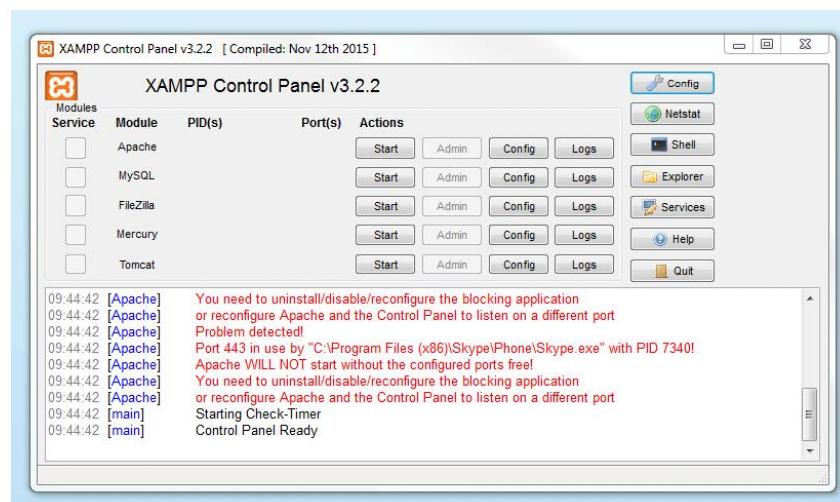 XAMPP Control Panel v3.2.2 [ Compiled: Nov 12th 2015 ]
XAMPP Control Panel v3.2.2
Config
Modules
Service Module PID(s) Port(s) Actions
Netstat
Apache Start Admin Config Logs
Shell
MySQL Start Admin Config Logs
Explorer
FileZilla Start Admin Config Logs
Services
Mercury Start Admin Config Logs
Help
Tomcat Start Admin Config Logs
Quit
09:44:42 [Apache] You need to uninstall/disable/reconfigure the blocking application
09:44:42 [Apache] or reconfigure Apache and the Control Panel to listen on a different port
09:44:42 [Apache] Problem detected!
09:44:42 [Apache] Port 443 in use by "C:\Program Files (x86)\Skype\Phone\Skype.exe" with PID 7340!
09:44:42 [Apache] Apache WILL NOT start without the configured ports free!
09:44:42 [Apache] You need to uninstall/disable/reconfigure the blocking application
09:44:42 [Apache] or reconfigure Apache and the Control Panel to listen on a different port
09:44:42 [main] Starting Check-Timer
09:44:42 [main] Control Panel Ready